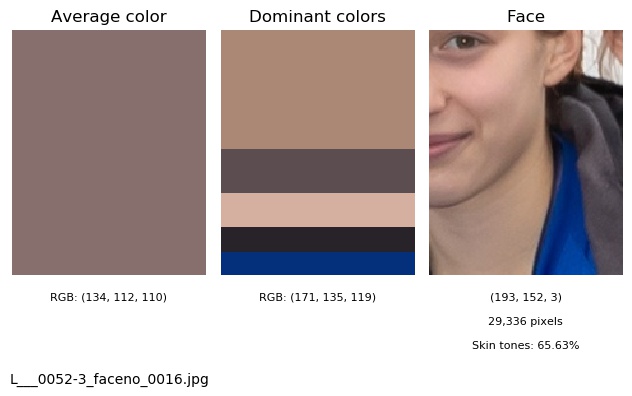 Average color
Dominant colors
Face
RGB: (134, 112, 110)
RGB: (171, 135, 119)
(193, 152, 3)
29,336 pixels
Skin tones: 65.63%
L___0052-3_faceno_0016.jpg